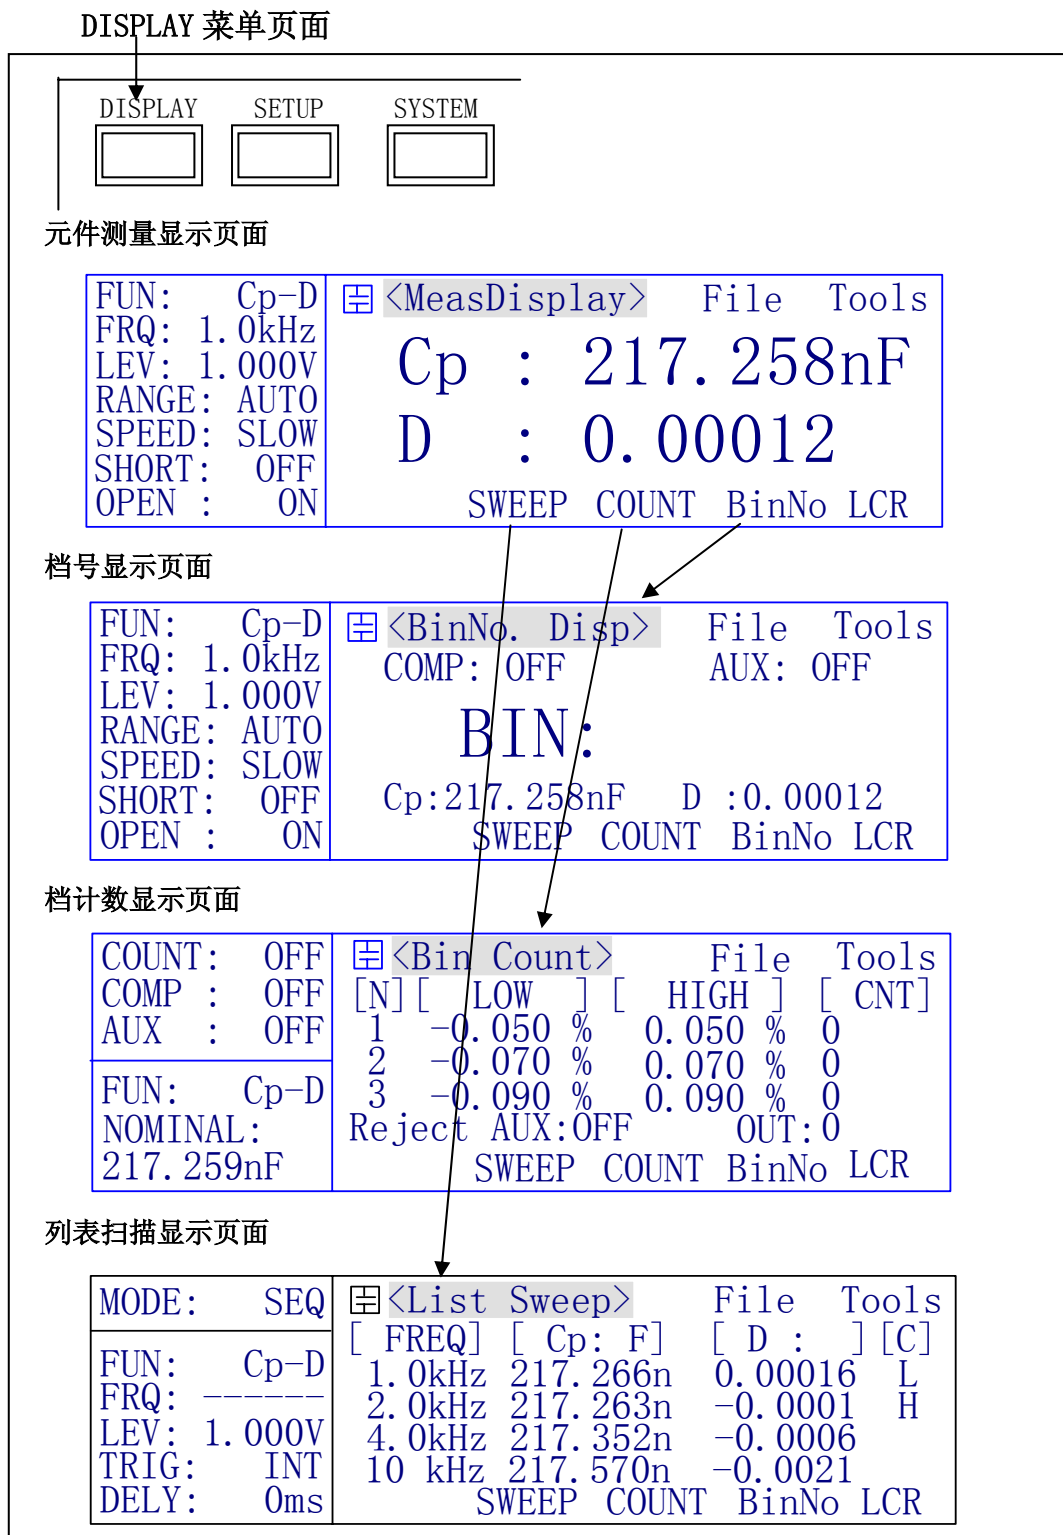 DISPLAY 菜单页面
DISPLAY SETUP SYSTEM
元件测量显示页面
FUN: Cp-D
FRQ: 1.0kHz
LEV: 1.000V
RANGE: AUTO
SPEED: SLOW
SHORT: OFF
OPEN : ON
<MeasDisplay> File Tools
Cp : 217.258nF
D : 0.00012
SWEEP COUNT BinNo LCR
档号显示页面
FUN: Cp-D
FRQ: 1.0kHz
LEV: 1.000V
RANGE: AUTO
SPEED: SLOW
SHORT: OFF
OPEN : ON
<BinNo. Disp> File Tools
COMP: OFF AUX: OFF
BIN:
Cp:217.258nF D :0.00012
SWEEP COUNT BinNo LCR
档计数显示页面
COUNT: OFF
COMP : OFF
AUX : OFF
FUN: Cp-D
NOMINAL:
217.259nF
<Bin Count> File Tools
[N][ LOW ] [ HIGH ] [ CNT]
1 -0.050 % 0.050 % 0
2 -0.070 % 0.070 % 0
3 -0.090 % 0.090 % 0
Reject AUX:OFF OUT:0
SWEEP COUNT BinNo LCR
列表扫描显示页面
MODE: SEQ
FUN: Cp-D
FRQ: ------
LEV: 1.000V
TRIG: INT
DELY: 0ms
<List Sweep> File Tools
[ FREQ] [ Cp: F] [ D : ][C]
1.0kHz 217.266n 0.00016 L
2.0kHz 217.263n -0.0001 H
4.0kHz 217.352n -0.0006
10 kHz 217.570n -0.0021
SWEEP COUNT BinNo LCR